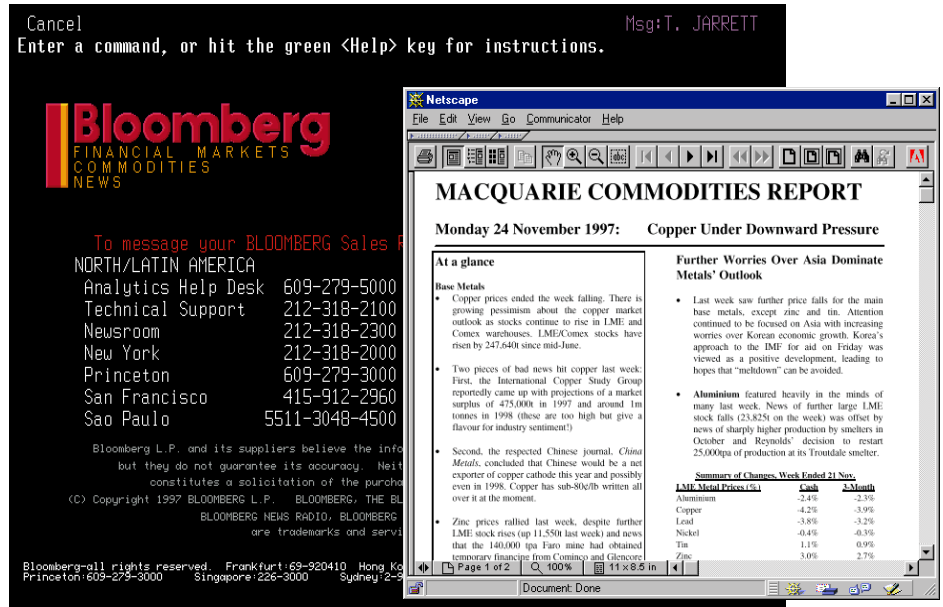 Cancel
Msg:T. JARRETT
Enter a command, or hit the green <Help> key for instructions.
Bloomberg
FINANCIAL MARKETS
COMMODITIES
NEWS
To message your BLOOMBERG Sales
NORTH/LATIN AMERICA
Analytics Help Desk 609-279-5000
Technical Support 212-318-2100
Newsroom 212-318-2300
New York 212-318-2000
Princeton 609-279-3000
San Francisco 415-912-2960
Sao Paulo 5511-3048-4500
Bloomberg L.P. and its suppliers believe the info
but they do not guarantee its accuracy. Neit
constitutes a solicitation of the purcha
(C) Copyright 1997 BLOOMBERG L.P. BLOOMBERG, THE BL
BLOOMBERG NEWS RADIO, BLOOMBERG
are trademarks and servi
Bloomberg-all rights reserved. Frankfurt:69-920410 Hong Ko
Princeton:609-279-3000 Singapore:226-3000 Sydney:2-9
Netscape
File Edit View Go Communicator Help
MACQUARIE COMMODITIES REPORT
Monday 24 November 1997: Copper Under Downward Pressure
At a glance
Base Metals
• Copper prices ended the week falling. There is
growing pessimism about the copper market
outlook as stocks continue to rise in LME and
Comex warehouses. LME/Comex stocks have
risen by 247.640t since mid-June.
• Two pieces of bad news hit copper last week:
First, the International Copper Study Group
reportedly came up with projections of a market
surplus of 475,000t in 1997 and around 1m
tonnes in 1998 (these are too high but give a
flavour for industry sentiment!)
• Second, the respected Chinese journal, China
Metals, concluded that Chinese would be a net
exporter of copper cathode this year and possibly
even in 1998. Copper has sub-80c/lb written all
over it at the moment.
• Zinc prices rallied last week, despite further
LME stock rises (up 11,550t last week) and news
that the 140,000 tpa Faro mine had obtained
temporary financing from Cominco and Glencore
Further Worries Over Asia Dominate
Metals' Outlook
• Last week saw further price falls for the main
base metals, except zinc and tin. Attention
continued to be focused on Asia with increasing
worries over Korean economic growth. Korea's
approach to the IMF for aid on Friday was
viewed as a positive development, leading to
hopes that "meltdown" can be avoided.
• Aluminium featured heavily in the minds of
many last week. News of further large LME
stock falls (23.825t on the week) was offset by
news of sharply higher production by smelters in
October and Reynolds' decision to restart
25,000tpa of production at its Troutdale smelter.
Summary of Changes, Week Ended 21 Nov.
LME Metal Prices (%) Cash 3-Month
Aluminium -2.4% -2.3%
Copper -4.2% -3.9%
Lead -3.8% -3.2%
Nickel -0.4% -0.3%
Tin 1.1% 0.9%
Zinc 3.0% 2.7%
Page 1 of 2 100% 11 x 8.5 in
Document: Done